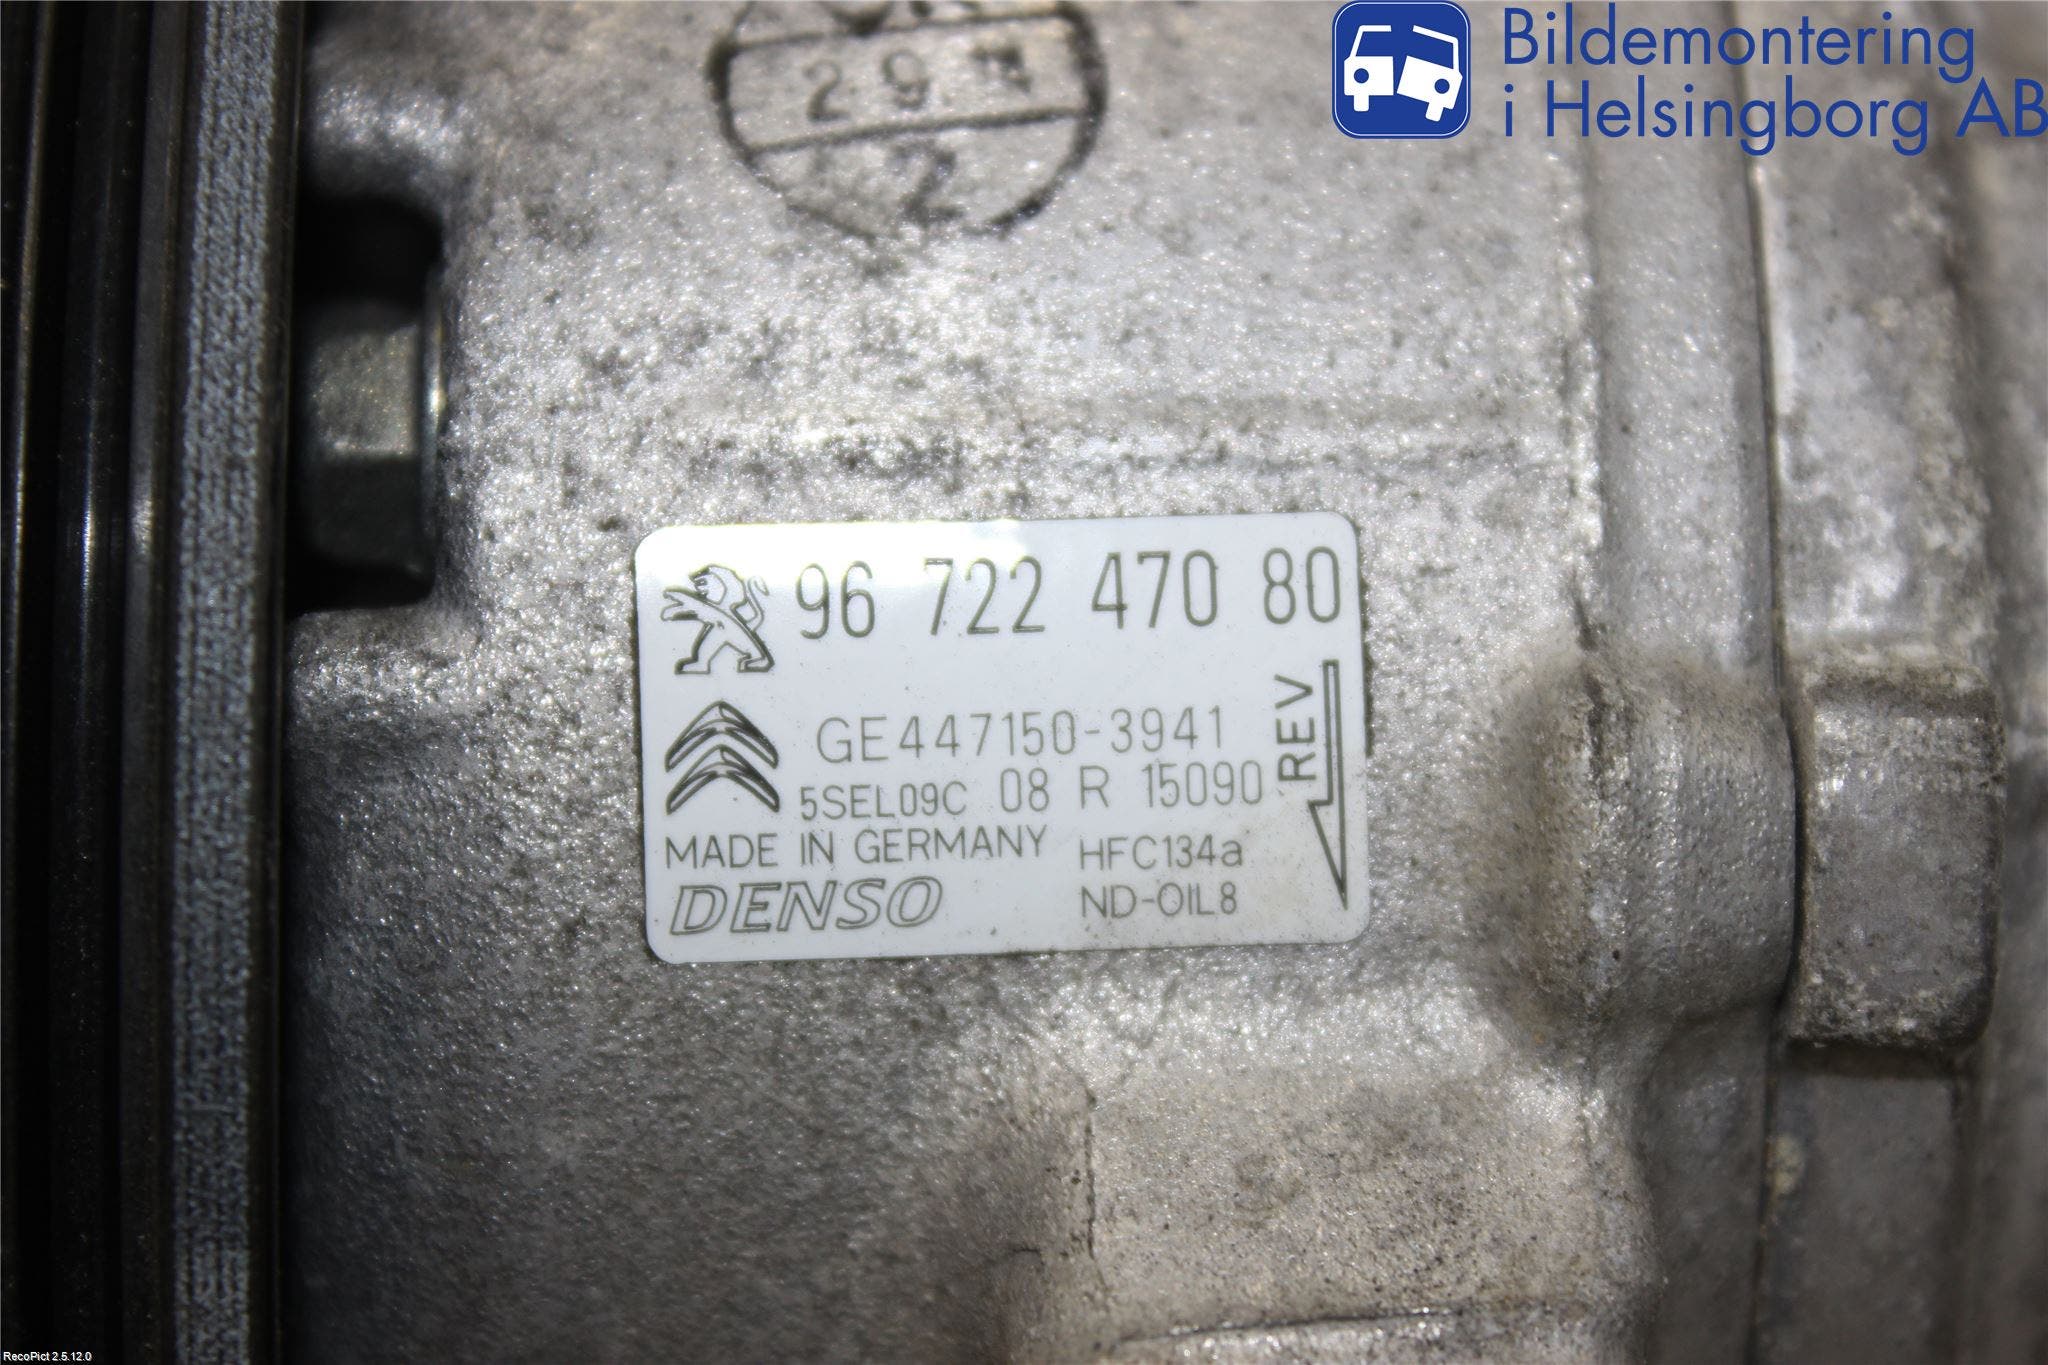 Bildemontering
i Helsingborg AB
29
2
96 722 470 80
GE447150-3941
5SEL09C 08 R 15090
REV
MADE IN GERMANY HFC134a
DENSO ND-OIL8
RecoPict 2.5.12.0